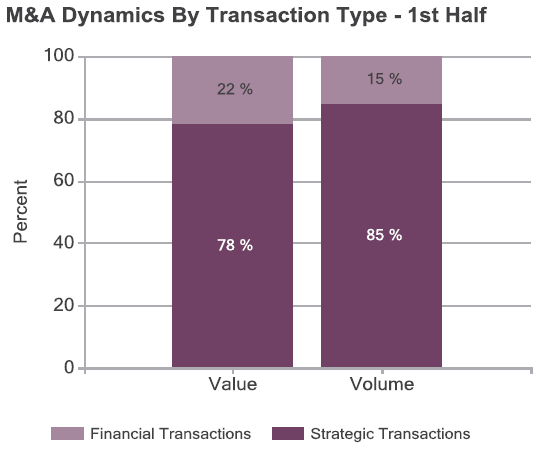 M&A Dynamics By Transaction Type - 1st Half
Percent
100
80
60
40
20
0
22 %
15 %
78 %
85 %
Value
Volume
Financial Transactions
Strategic Transactions